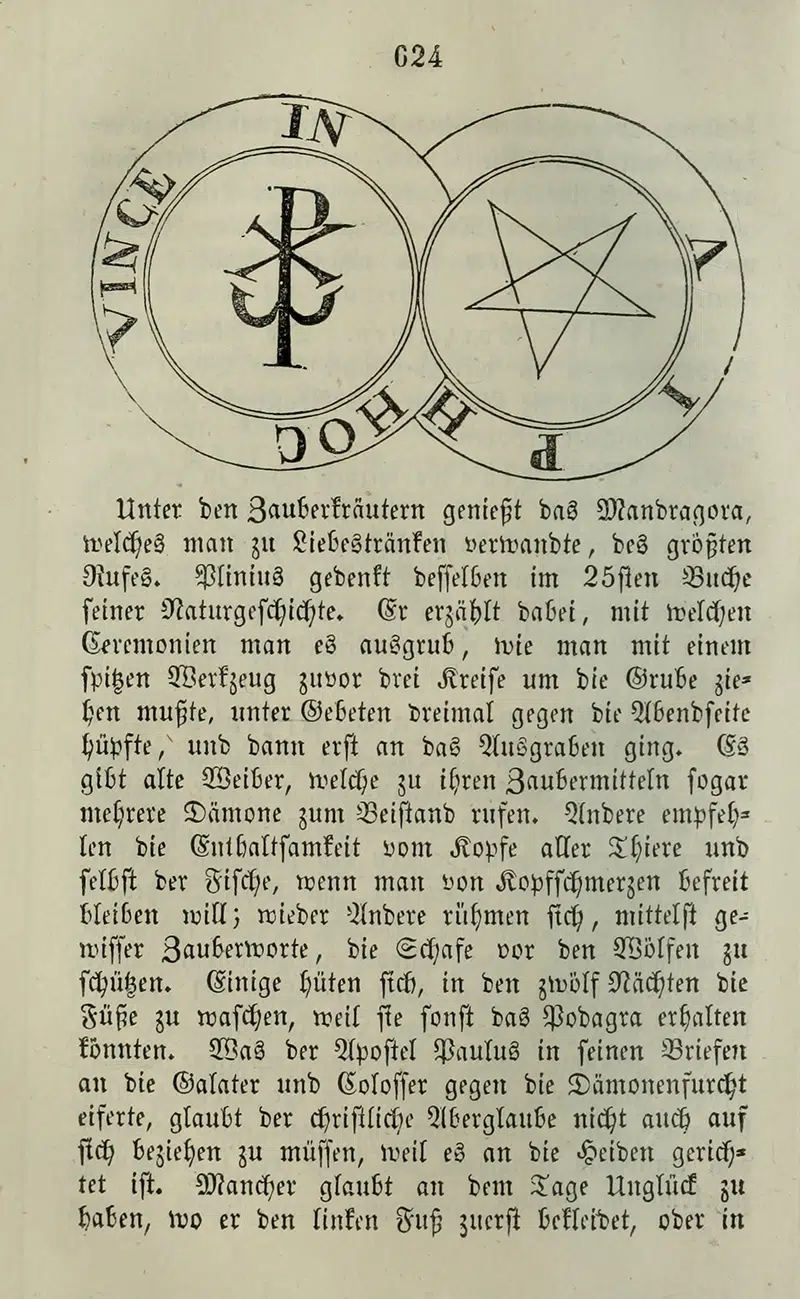 624
VINCE IN HOC
V I P H
Unter den Zauberkräutern genießt das Mandragora,
welches man zu Liebestränken verwandte, des größten
Rufes. Plinius gedenkt desselben im 25sten Buche
seiner Naturgeschichte. Er erzählt dabei, mit welchen
Ceremonien man es ausgrub, wie man mit einem
spitzen Werkzeug zuvor drei Kreise um die Grube zie-
hen mußte, unter Gebeten dreimal gegen die Abendseite
hüpfte, und dann erst an das Ausgraben ging. Es
gibt alte Weiber, welche zu ihren Zaubermitteln sogar
mehrere Dämone zum Beistand rufen. Andere empfeh-
len die Enthaltsamkeit vom Kopfe aller Thiere und
selbst der Fische, wenn man von Kopfschmerzen befreit
bleiben will; wieder Andere rühmen sich, mittelst ge-
wisser Zauberworte, die Schafe vor den Wölfen zu
schützen. Einige hüten sich, in den zwölf Nächten die
Füße zu waschen, weil sie sonst das Podagra erhalten
könnten. Was der Apostel Paulus in seinen Briefen
an die Galater und Coloffer gegen die Dämonenfurcht
eiferte, glaubt der christliche Aberglaube nicht auch auf
sich beziehen zu müssen, weil es an die Heiden gerich-
tet ist. Mancher glaubt an dem Tage Unglück zu
haben, wo er den linken Fuß zuerst bekleidet, oder in